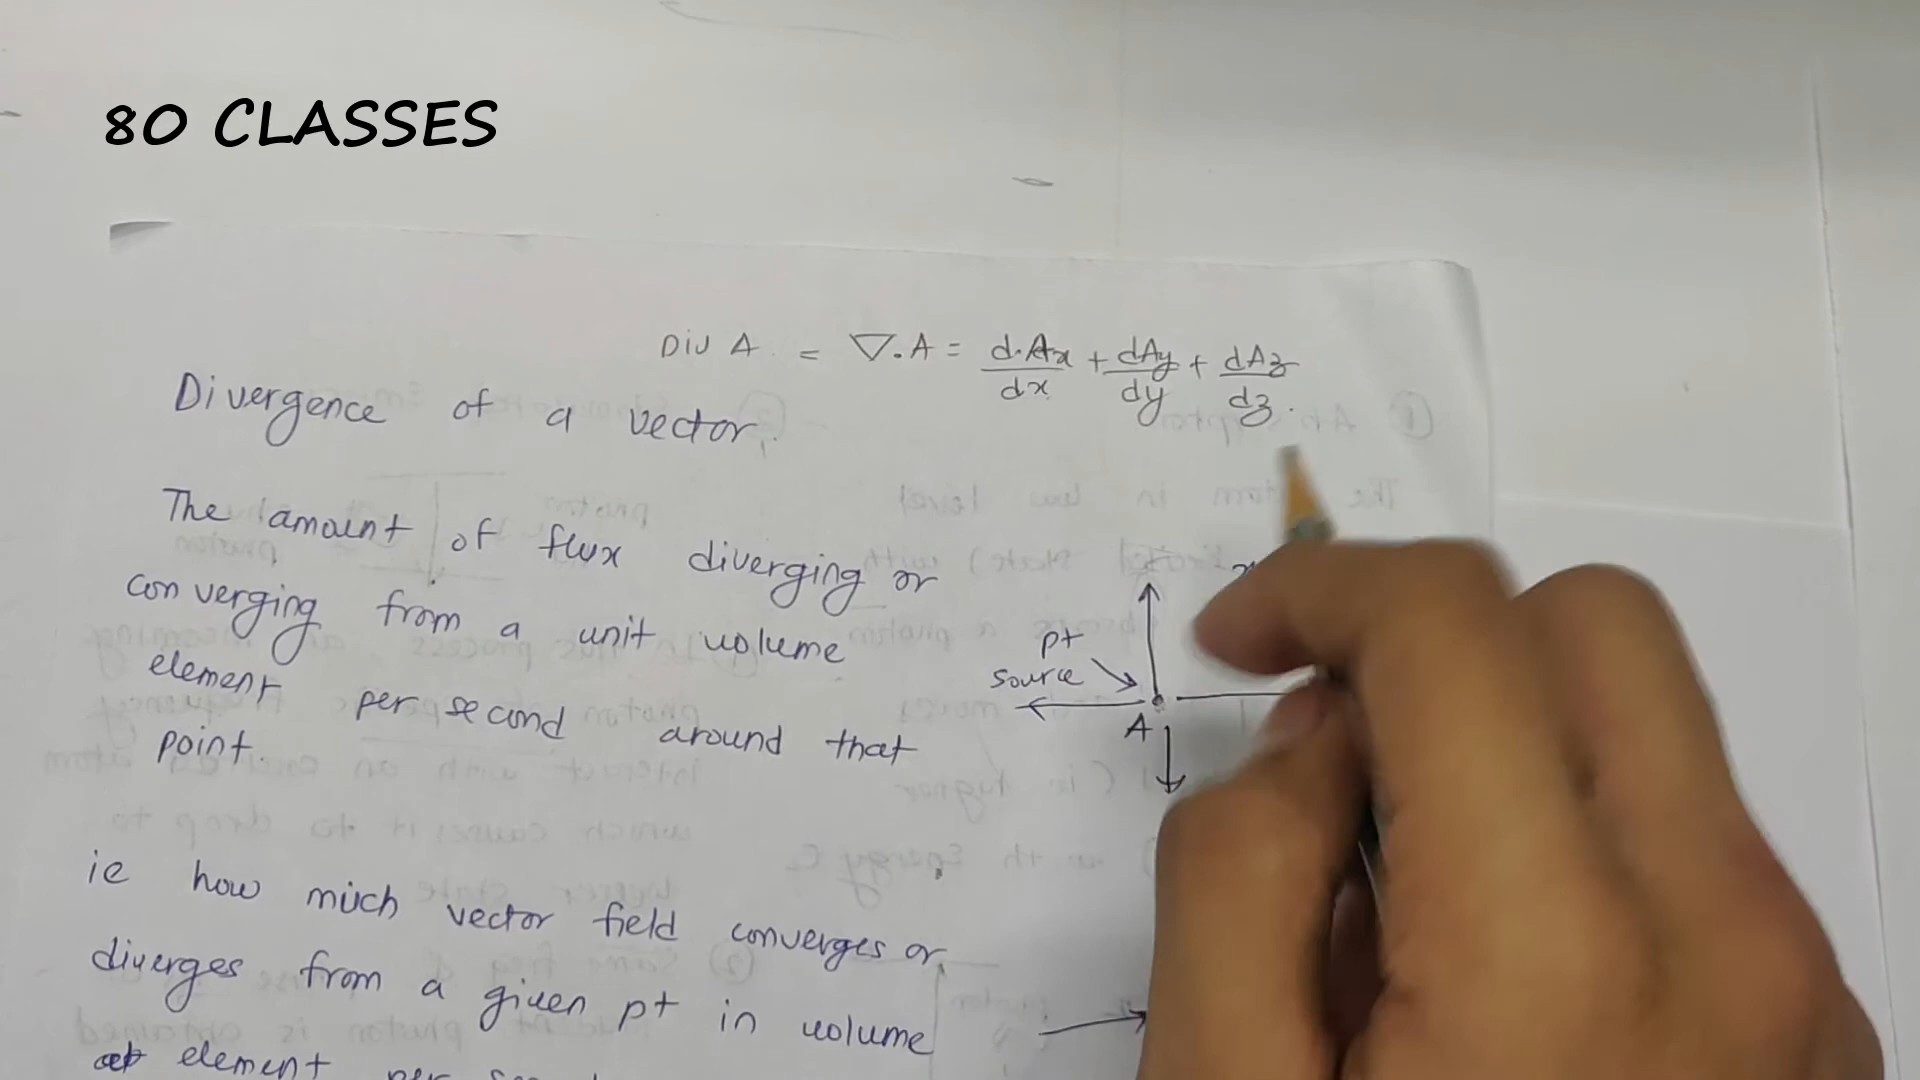 80 CLASSES
Div A = ∇.A = d.Ax/dx + dAy/dy + dAz/dz.
Divergence of a vector.
The amount of flux diverging or
converging from a unit volume
element per second around that
point.
pt
source
A
ie how much vector field converges or
diverges from a given pt in volume
element per